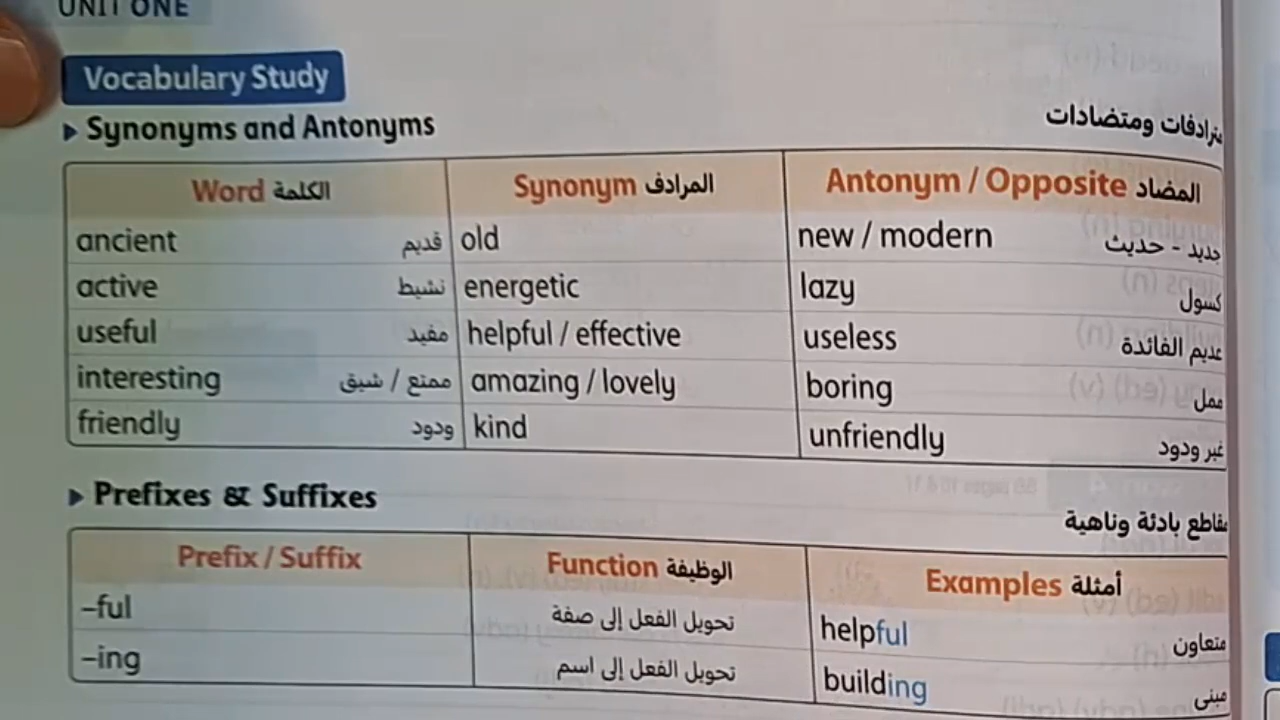 UNIT ONE
Vocabulary Study
Synonyms and Antonyms مترادفات ومتضادات
Word الكلمة Synonym المرادف Antonym / Opposite المضاد
ancient قديم old new / modern جديد - حديث
active نشيط energetic lazy كسول
useful مفيد helpful / effective useless عديم الفائدة
interesting ممتع / شيق amazing / lovely boring ممل
friendly ودود kind unfriendly غير ودود
Prefixes & Suffixes مقاطع بادئة وناهية
Prefix / Suffix Function الوظيفة Examples أمثلة
–ful تحويل الفعل إلى صفة helpful متعاون
–ing تحويل الفعل إلى اسم building مبنى